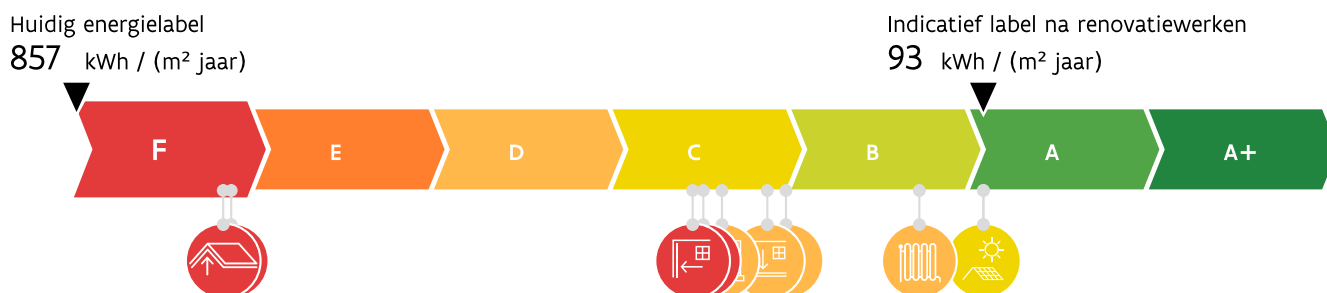 Huidig energielabel
857 kWh / (m² jaar)
Indicatief label na renovatiewerken
93 kWh / (m² jaar)
F E D C B A A+